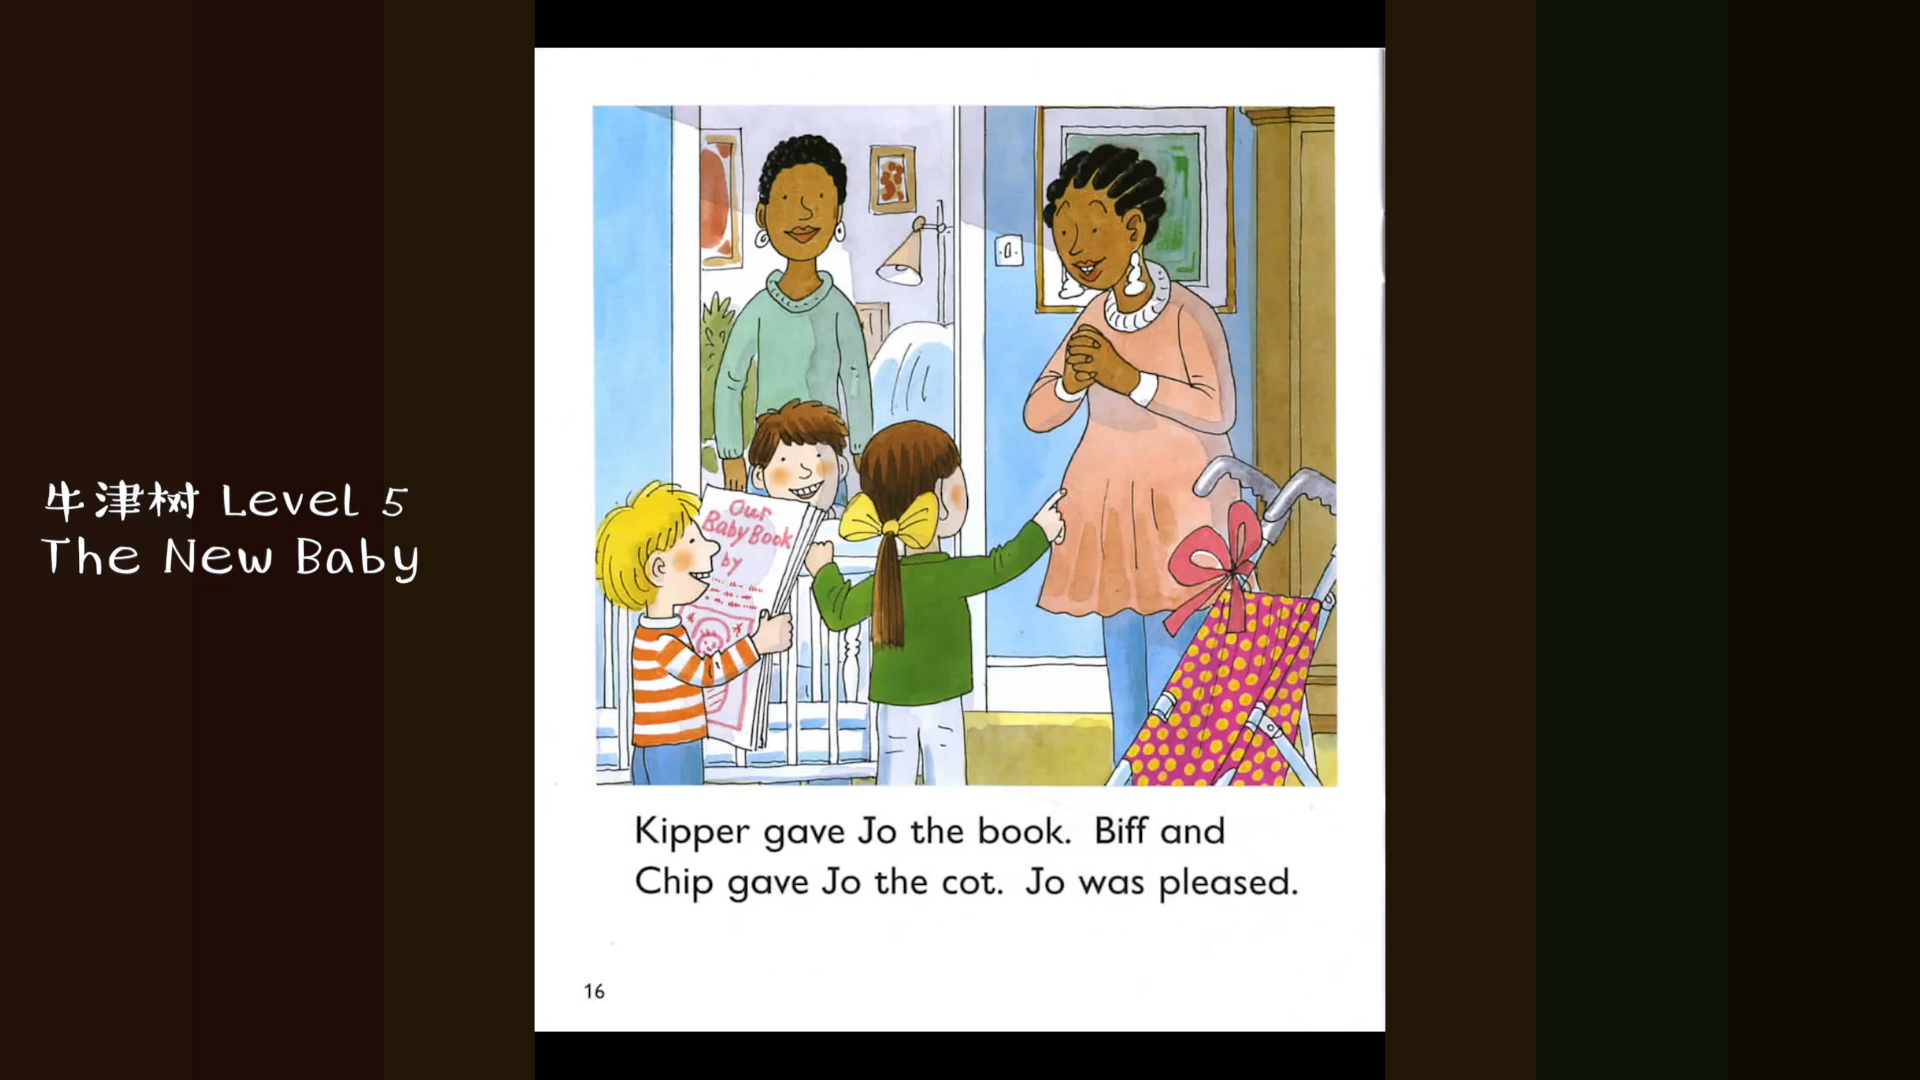 牛津树 Level 5
The New Baby
Our
Baby Book
by
Kipper gave Jo the book. Biff and
Chip gave Jo the cot. Jo was pleased.
16